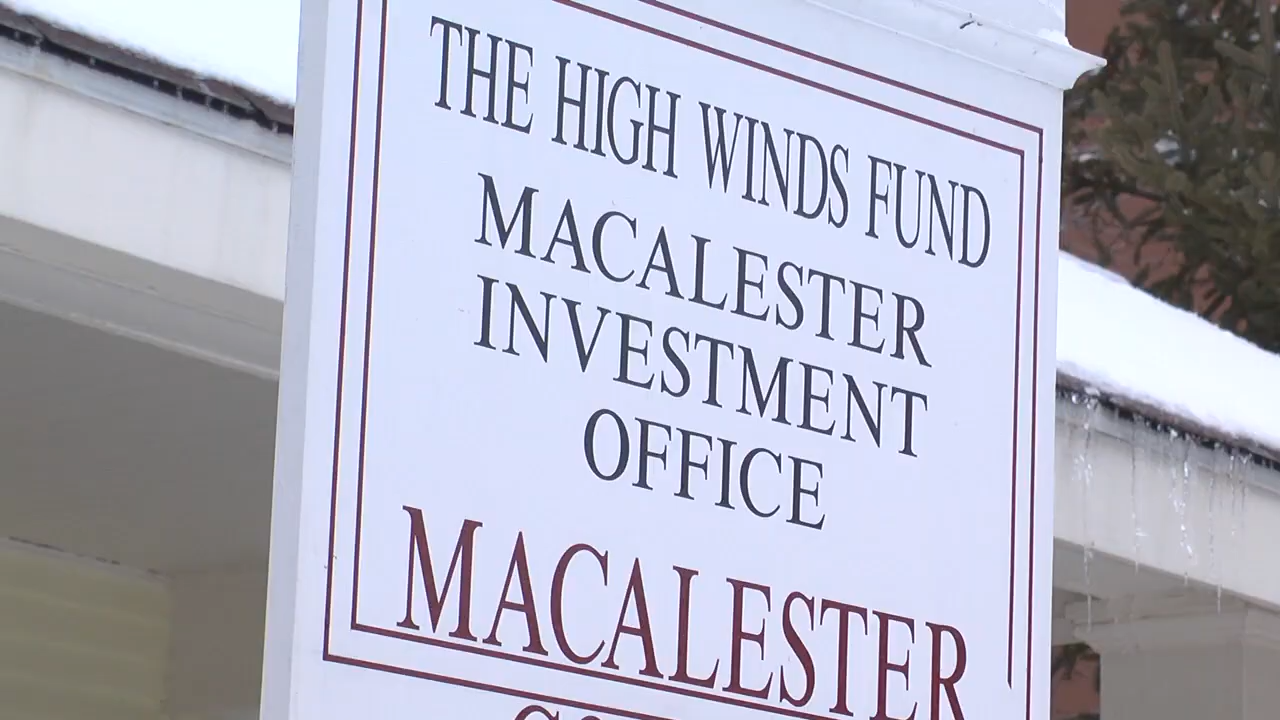 THE HIGH WINDS FUND
MACALESTER
INVESTMENT
OFFICE
MACALESTER